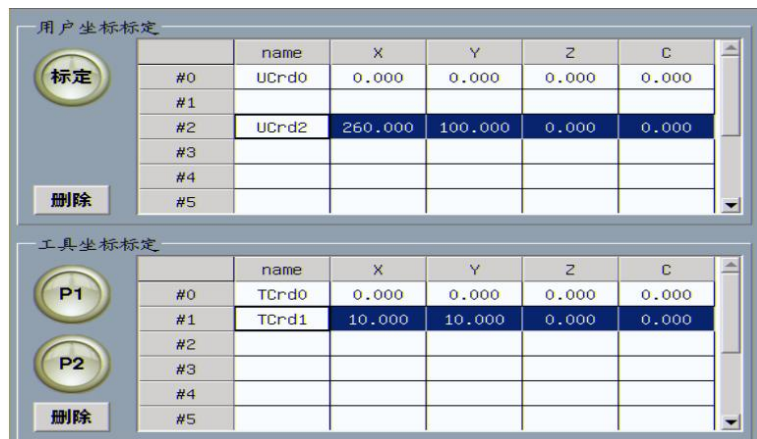 用户坐标标定
name X Y Z C
标定
#0 UCrd0 0.000 0.000 0.000 0.000
#1
#2 UCrd2 260.000 100.000 0.000 0.000
#3
#4
删除 #5
工具坐标标定
name X Y Z C
P1 #0 TCrd0 0.000 0.000 0.000 0.000
#1 TCrd1 10.000 10.000 0.000 0.000
#2
P2 #3
#4
删除 #5